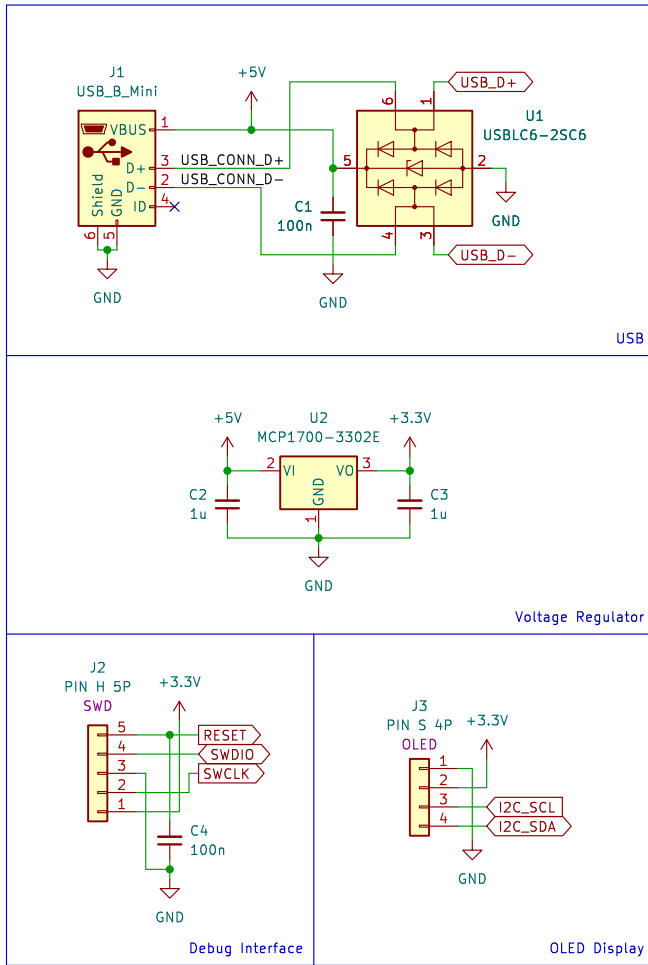 J1
USB_B_Mini
+5V
VBUS 1
D+ 3
D- 2
ID 4
Shield
GND
6 5
GND
USB_CONN_D+
USB_CONN_D-
C1
100n
GND
6 1
USB_D+
U1
USBLC6-2SC6
5 2
GND
4 3
USB_D-
USB
+5V
U2
MCP1700-3302E
+3.3V
2 VI VO 3
GND
1
C2
1u
C3
1u
GND
Voltage Regulator
J2
PIN H 5P
SWD
+3.3V
5 RESET
4 SWDIO
3 SWCLK
2
1
C4
100n
GND
Debug Interface
J3
PIN S 4P
OLED
+3.3V
1
2
3 I2C_SCL
4 I2C_SDA
GND
OLED Display